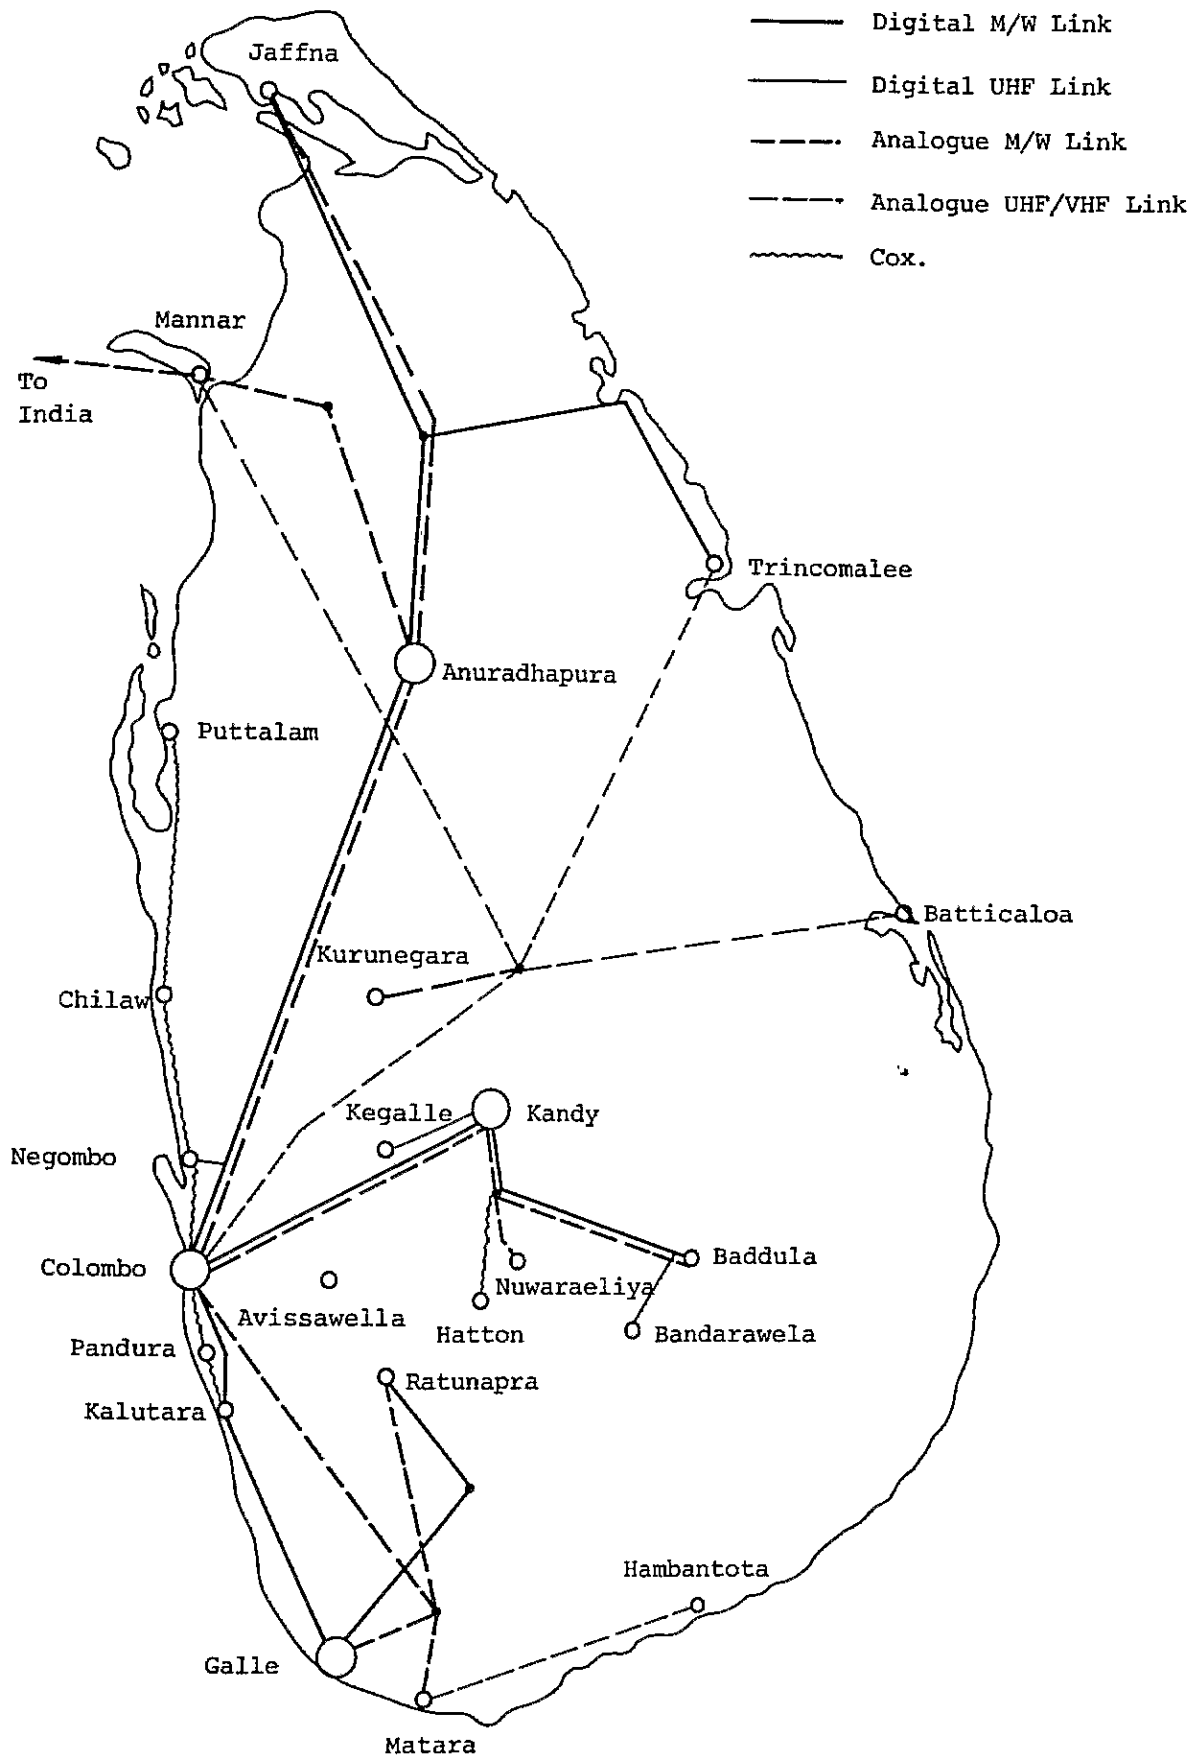 Digital M/W Link
Jaffna
Digital UHF Link
Analogue M/W Link
Analogue UHF/VHF Link
Cox.
Mannar
To
India
Trincomalee
Anuradhapura
Puttalam
Batticaloa
Kurunegara
Chilaw
Kegalle
Kandy
Negombo
Baddula
Colombo
Nuwaraeliya
Avissawella
Hatton
Bandarawela
Pandura
Ratunapra
Kalutara
Hambantota
Galle
Matara